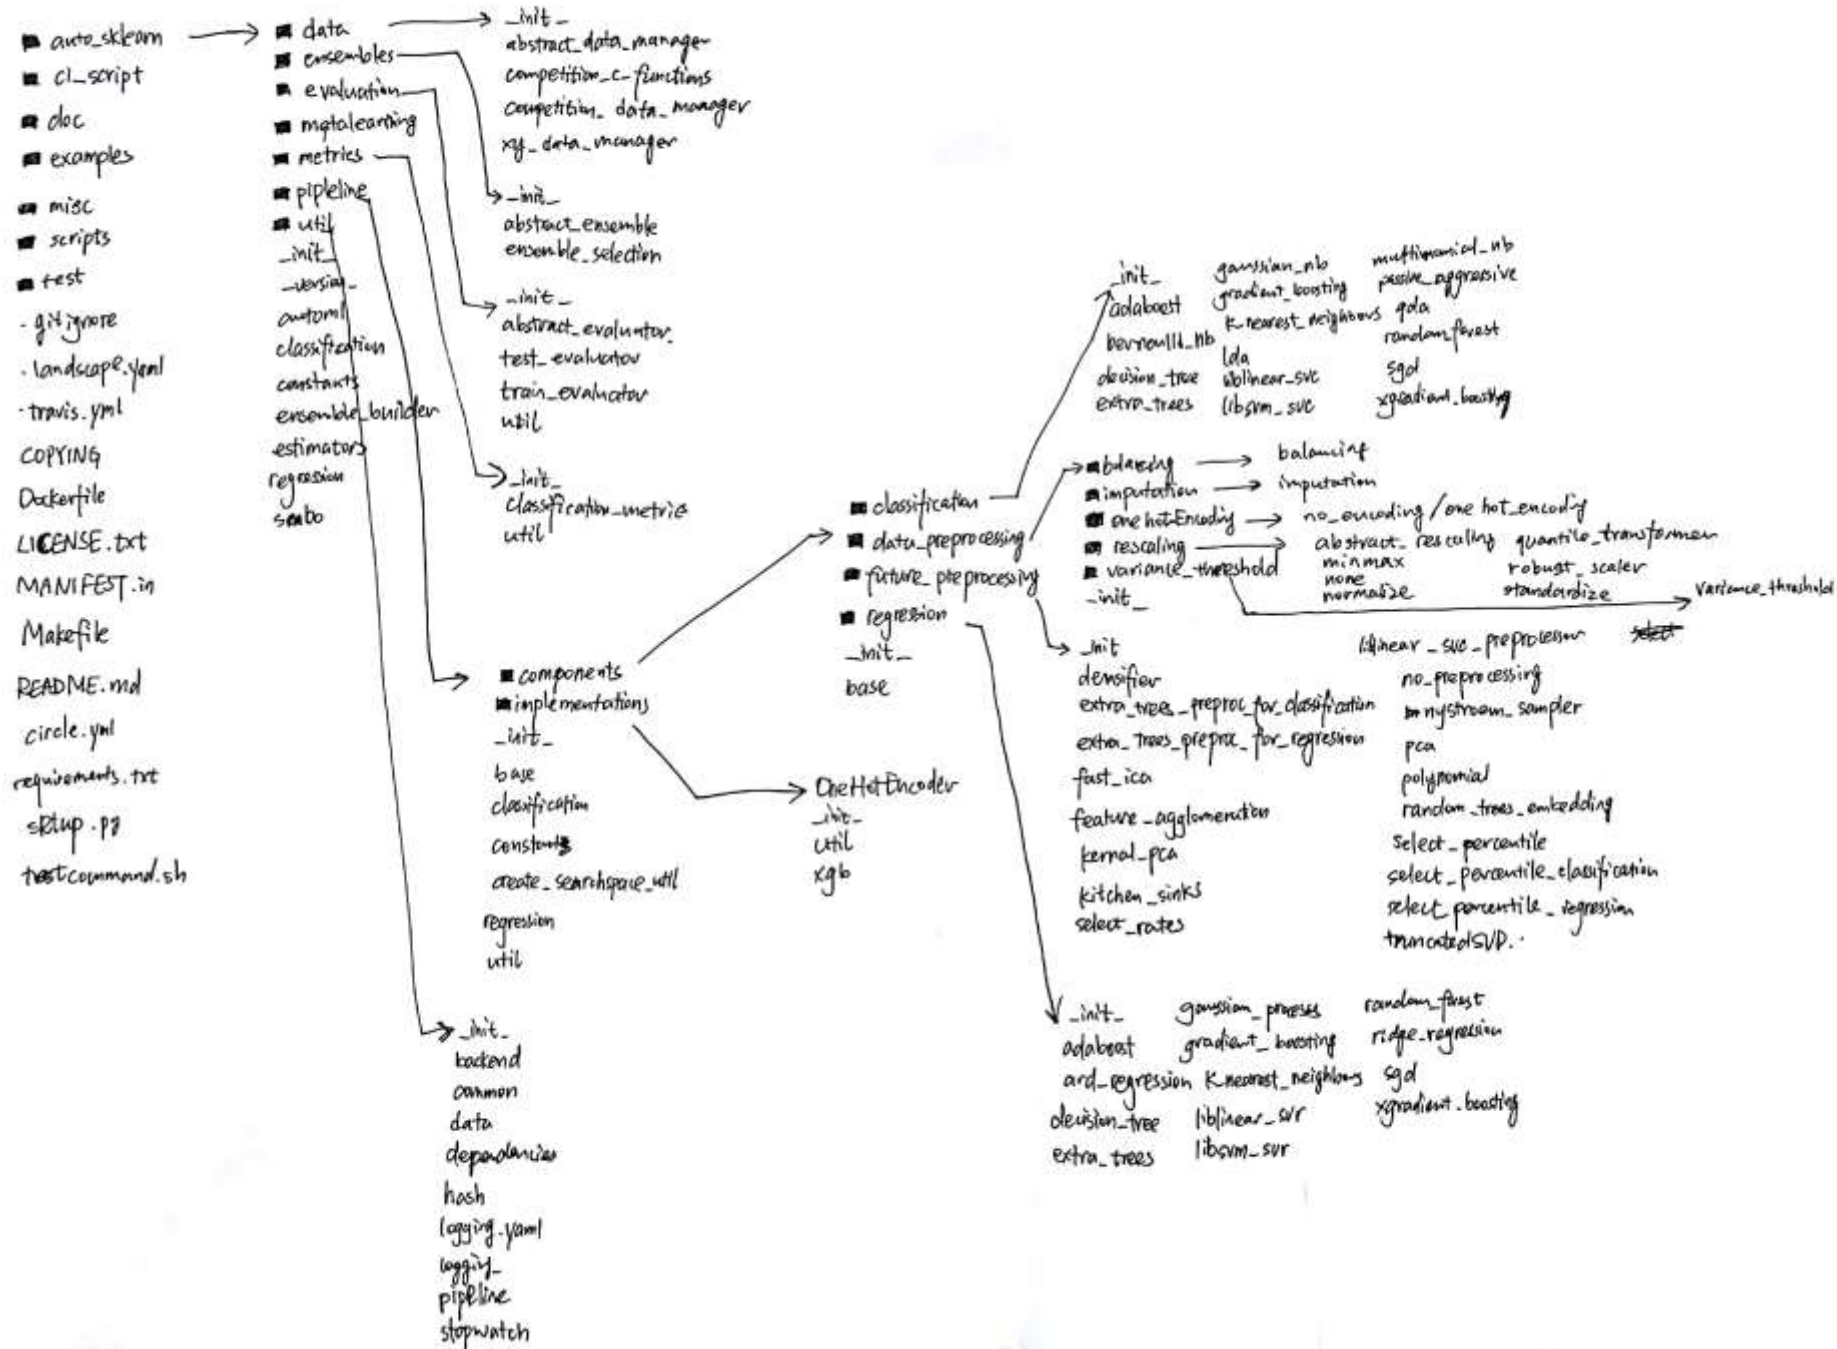 auto_sklearn
cl_script
doc
examples
misc
scripts
test
.gitignore
.landscape.yaml
.travis.yml
COPYING
Dockerfile
LICENSE.txt
MANIFEST.in
Makefile
README.md
circle.yml
requirements.txt
setup.py
testcommand.sh
data
ensembles
evaluation
metalearning
metrics
pipleline
util
_init_
_version_
automl
classification
constants
ensemble_builder
estimators
regression
smbo
_init_
abstract_data_manager
competition_c_functions
competition_data_manager
xy_data_manager
_init_
abstract_ensemble
ensemble_selection
_init_
abstract_evaluator.
test_evaluator
train_evaluator
util
_init_
classification_metric
util
components
implementations
_init_
base
classification
constants
create_searchspace_util
regression
util
_init_
backend
common
data
dependencies
hash
logging.yaml
logging_
pipeline
stopwatch
classification
data_preprocessing
future_preprocessing
regression
_init_
base
OneHotEncoder
_init_
util
xgb
_init_ gaussian_nb multimonial_nb
adaboost gradient_boosting passive_aggressive
bernoulli_nb K_nearest_neighbours qda
decision_tree lda random_forest
extra_trees liblinear_svc sgd
libsvm_svc xgradient_boosting
balancing balancing
imputation imputation
one hot Encoding no_encoding / one hot_encoding
rescaling abstract_rescaling quantile_transformer
minmax robust_scaler
none
normalize standardize
variance_threshold variance_threshold
_init_
_init
densifier
extra_trees_preproc_for_classification
extra_trees_preproc_for_regression
fast_ica
feature_agglomeration
kernal_pca
kitchen_sinks
select_rates
liblinear_svc_preprocessor select
no_preprocessing
nystroem_sampler
pca
polynomial
random_trees_embedding
select_percentile
select_percentile_classification
select_percentile_regression
truncatedSVD.
_init_ gaussian_process random_forest
adaboost gradient_boosting ridge_regression
ard_regression K_nearest_neighbours sgd
decision_tree liblinear_svr xgradient_boosting
extra_trees libsvm_svr